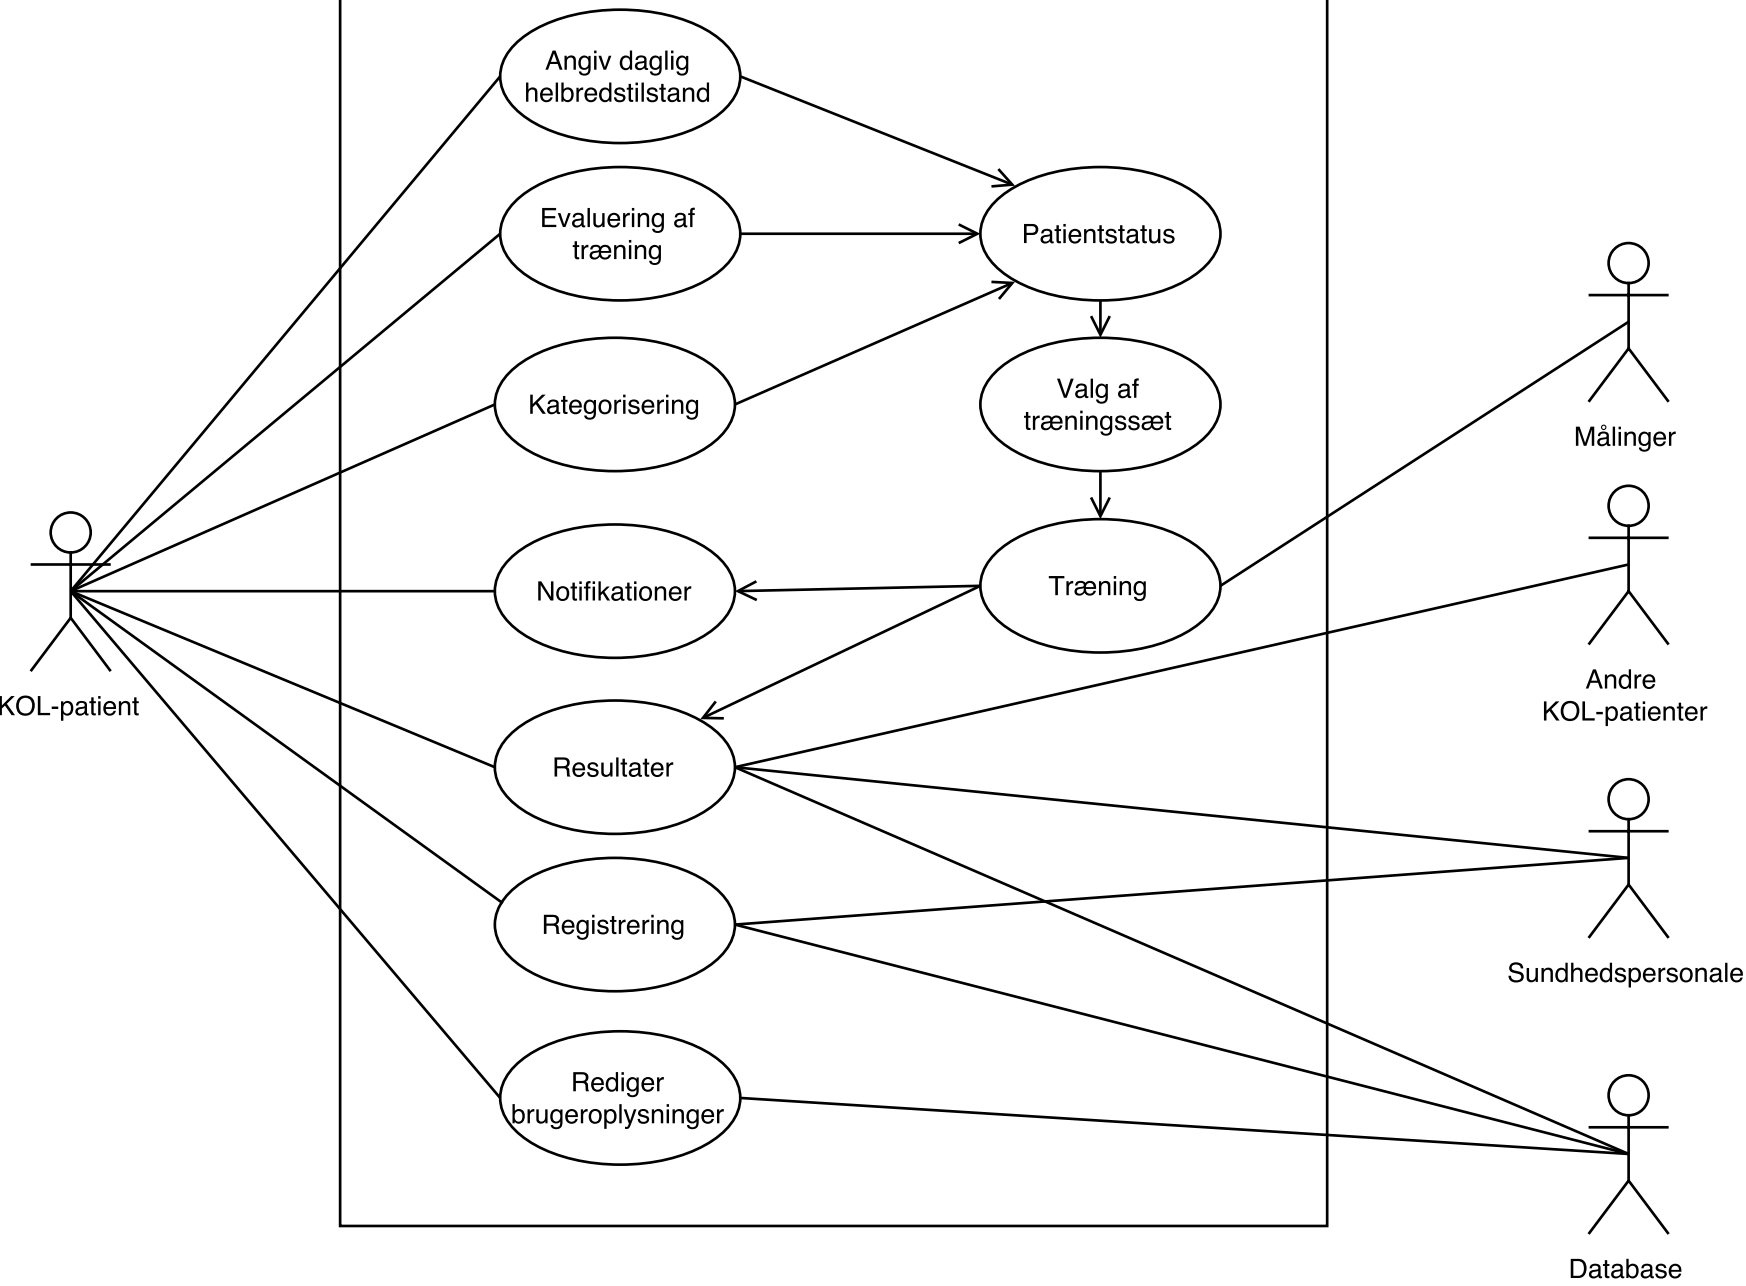 Angiv daglig
helbredstilstand
Evaluering af
træning
Patientstatus
Kategorisering
Valg af
træningssæt
Målinger
Notifikationer
Træning
KOL-patient
Andre
KOL-patienter
Resultater
Registrering
Sundhedspersonale
Rediger
brugeroplysninger
Database